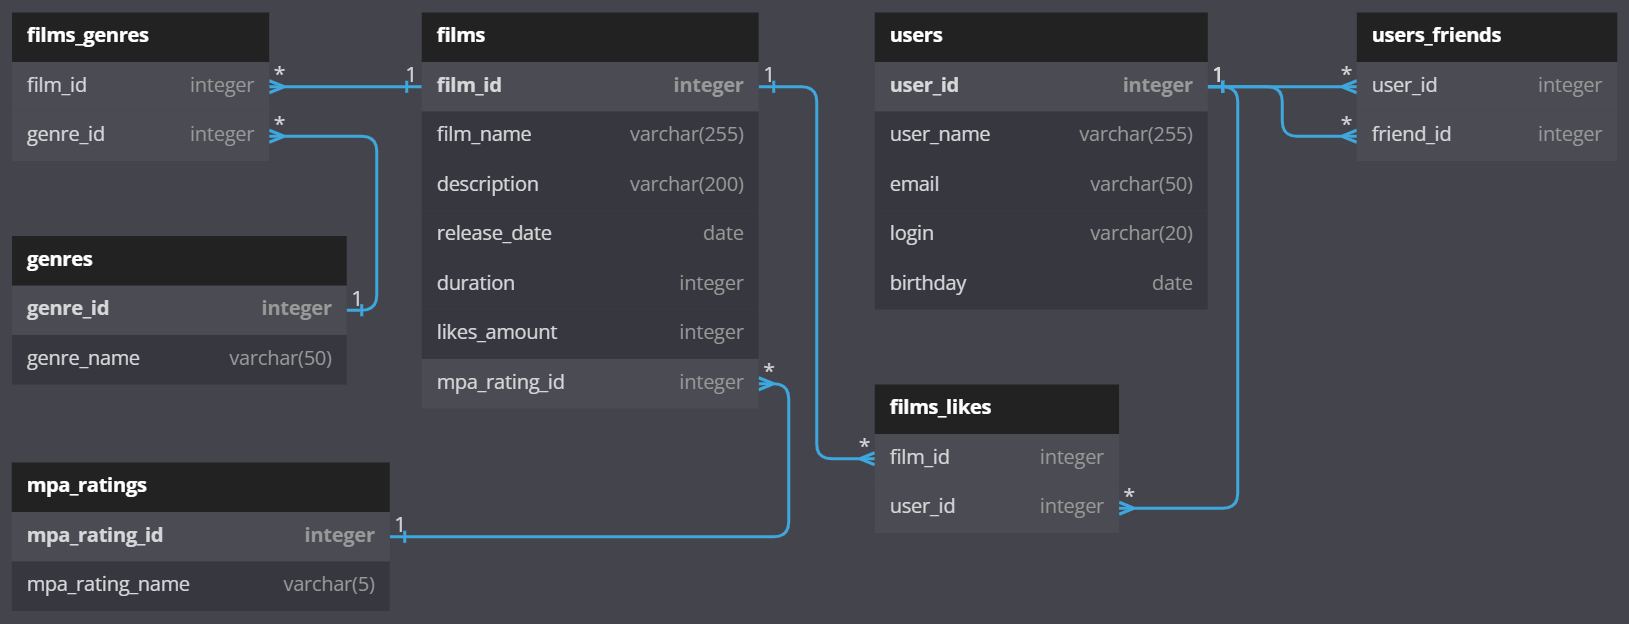 films_genres
film_id integer
genre_id integer
* 1
*
films
film_id integer
film_name varchar(255)
description varchar(200)
release_date date
duration integer
likes_amount integer
mpa_rating_id integer
1
*
users
user_id integer
user_name varchar(255)
email varchar(50)
login varchar(20)
birthday date
1
users_friends
user_id integer
friend_id integer
*
*
genres
genre_id integer
genre_name varchar(50)
1
films_likes
film_id integer
user_id integer
*
*
mpa_ratings
mpa_rating_id integer
mpa_rating_name varchar(5)
1